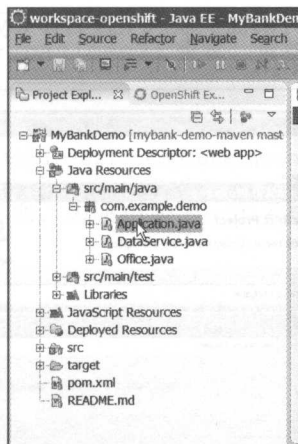 workspace-openshift - Java EE - MyBankDem
File Edit Source Refactor Navigate Search
Project Expl... OpenShift Ex...
MyBankDemo [mybank-demo-maven mast
Deployment Descriptor: <web app>
Java Resources
src/main/java
com.example.demo
Application.java
DataService.java
Office.java
src/main/test
Libraries
JavaScript Resources
Deployed Resources
src
target
pom.xml
README.md